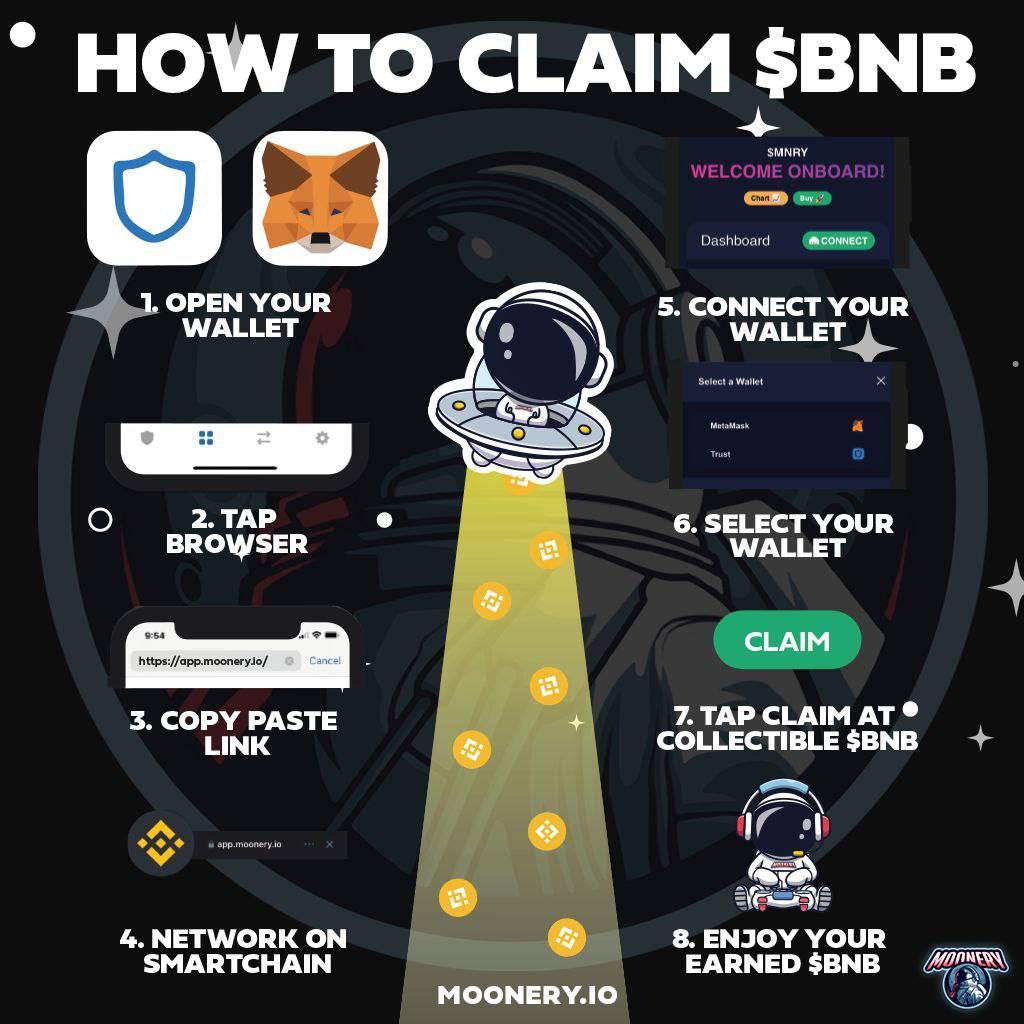 HOW TO CLAIM $BNB
1. OPEN YOUR
WALLET
2. TAP
BROWSER
9:54
https://app.moonery.io/
Cancel
3. COPY PASTE
LINK
app.moonery.io
4. NETWORK ON
SMARTCHAIN
$MNRY
WELCOME ONBOARD!
Chart
Buy
Dashboard
CONNECT
5. CONNECT YOUR
WALLET
Select a Wallet
MetaMask
Trust
6. SELECT YOUR
WALLET
CLAIM
7. TAP CLAIM AT
COLLECTIBLE $BNB
8. ENJOY YOUR
EARNED $BNB
MOONERY.IO
MOONERY